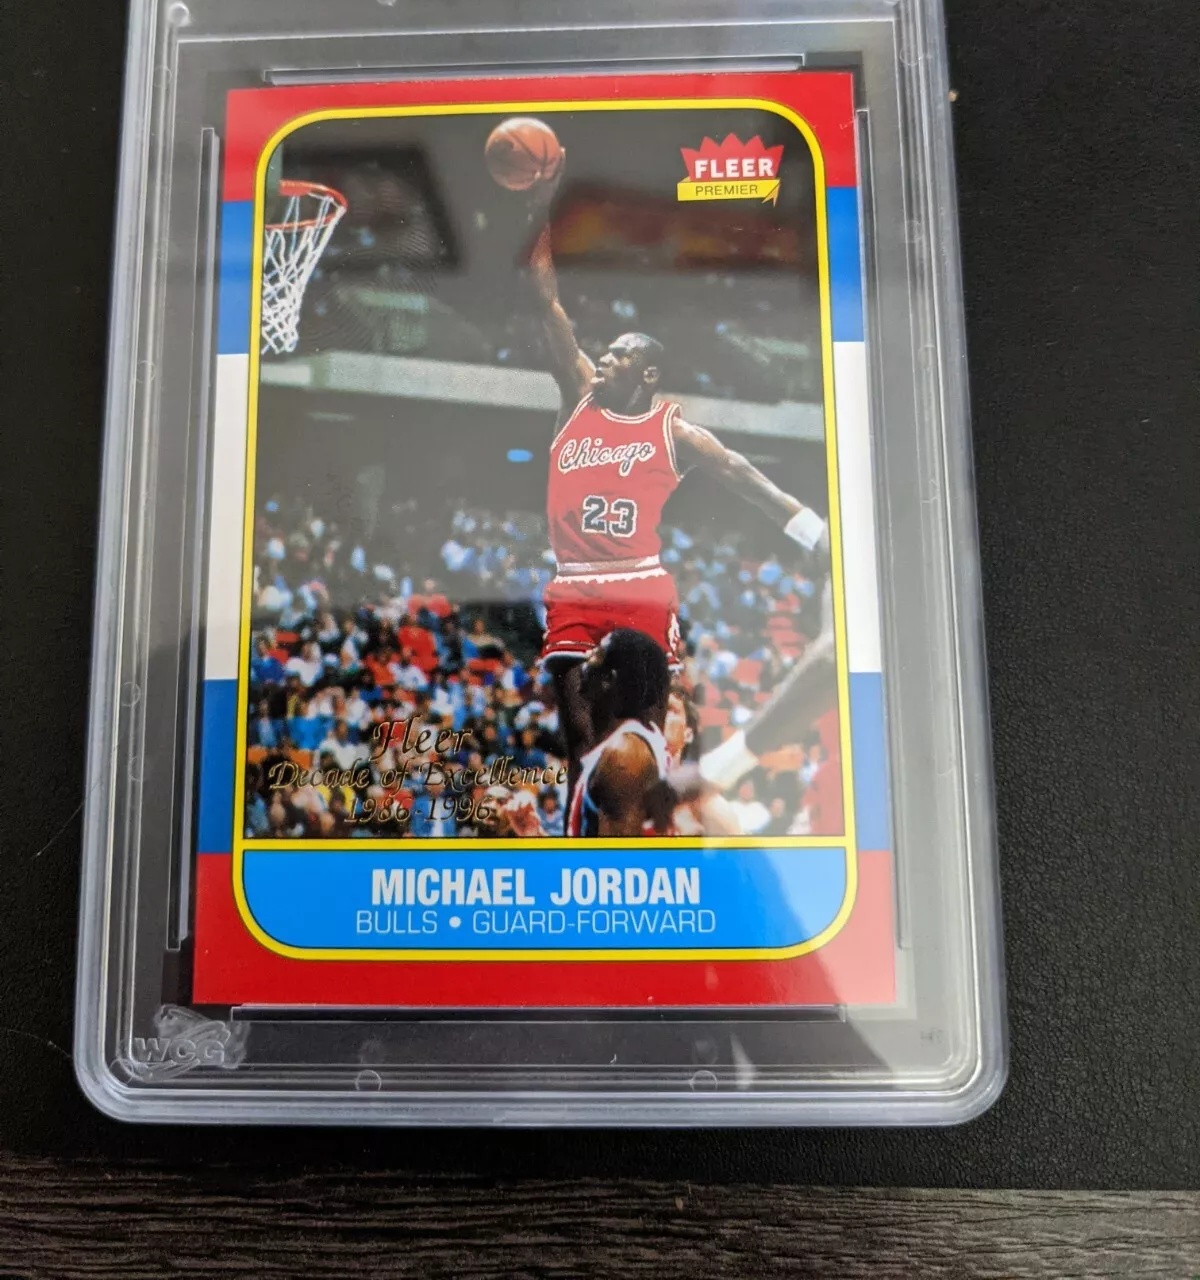 FLEER
PREMIER
Chicago
23
Fleer
Decade of Excellence
1986-1996
MICHAEL JORDAN
BULLS • GUARD-FORWARD
WCG